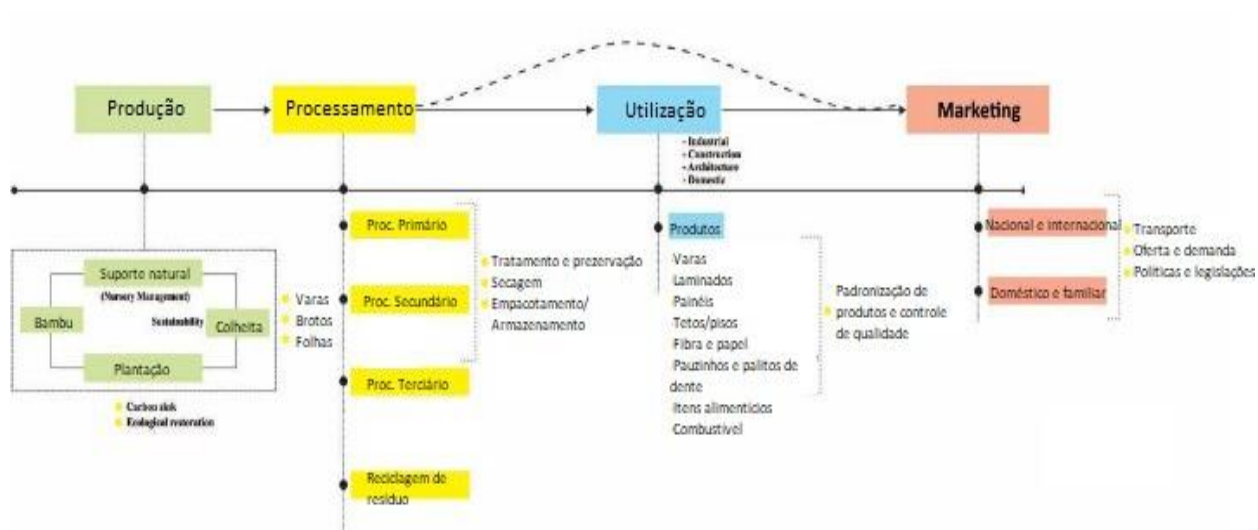 Produção
Processamento
Utilização
Marketing
- Industrial
- Construction
- Architecture
- Domestic
Suporte natural
(Nursery Management)
Bambu
Sustainability
Colheita
Plantação
Carbon sink
Ecological restoration
Varas
Brotos
Folhas
Proc. Primário
Proc. Secundário
Proc. Terciário
Reciclagem de
resíduo
Tratamento e prezervação
Secagem
Empacotamento/
Armazenamento
Produtos
Varas
Laminados
Painéis
Tetos/pisos
Fibra e papel
Pauzinhos e palitos de
dente
Itens alimentícios
Combustível
Padronização de
produtos e controle
de qualidade
Nacional e internacional
Doméstico e familiar
Transporte
Oferta e demanda
Políticas e legislações